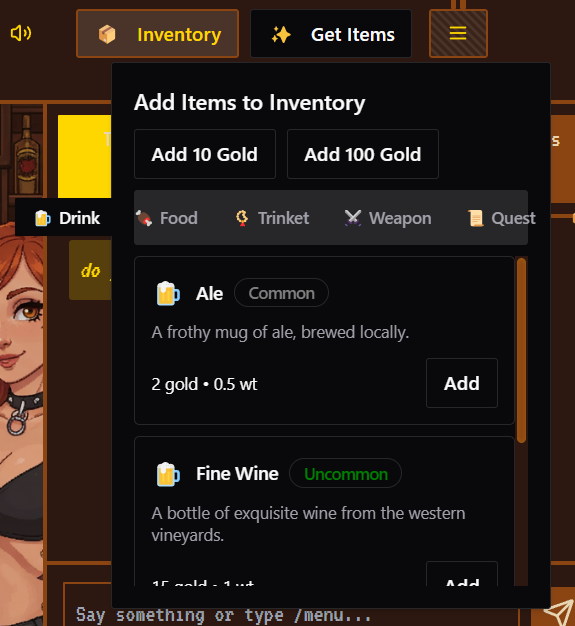 Inventory
Get Items
Add Items to Inventory
Add 10 Gold
Add 100 Gold
Drink
Food
Trinket
Weapon
Quest
do
Ale
Common
A frothy mug of ale, brewed locally.
2 gold • 0.5 wt
Add
Fine Wine
Uncommon
A bottle of exquisite wine from the western
vineyards.
15 gold • 1 wt
Add
Say something or type /menu...